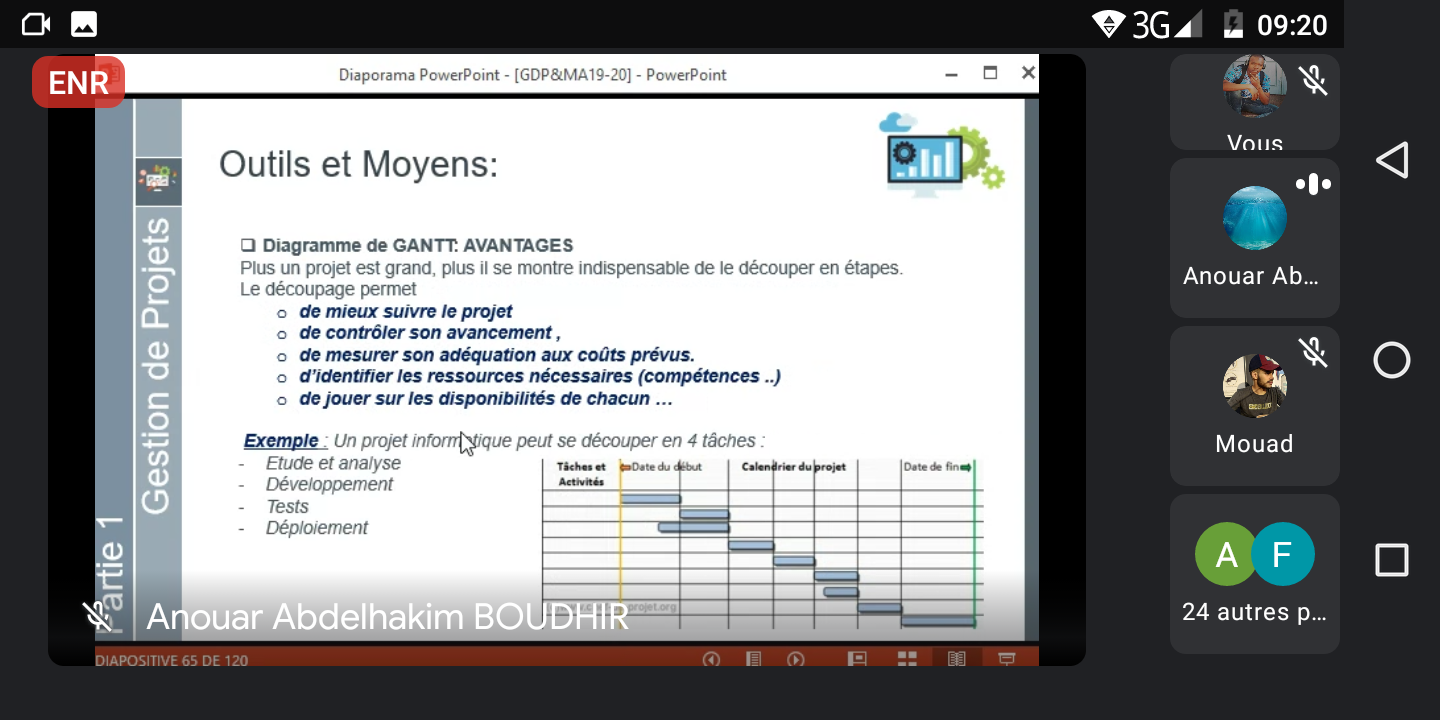 3G 09:20
ENR
Diaporama PowerPoint - [GDP&MA19-20] - PowerPoint
Partie 1
Gestion de Projets
Outils et Moyens:
Diagramme de GANTT: AVANTAGES
Plus un projet est grand, plus il se montre indispensable de le découper en étapes.
Le découpage permet
o de mieux suivre le projet
o de contrôler son avancement ,
o de mesurer son adéquation aux coûts prévus.
o d'identifier les ressources nécessaires (compétences ..)
o de jouer sur les disponibilités de chacun …
Exemple : Un projet informatique peut se découper en 4 tâches :
- Etude et analyse
- Développement
- Tests
- Déploiement
Tâches et
Activités
Date du début
Calendrier du projet
Date de fin
projet.org
Anouar Abdelhakim BOUDHIR
DIAPOSITIVE 65 DE 120
Vous
Anouar Ab...
Mouad
A F
24 autres p...